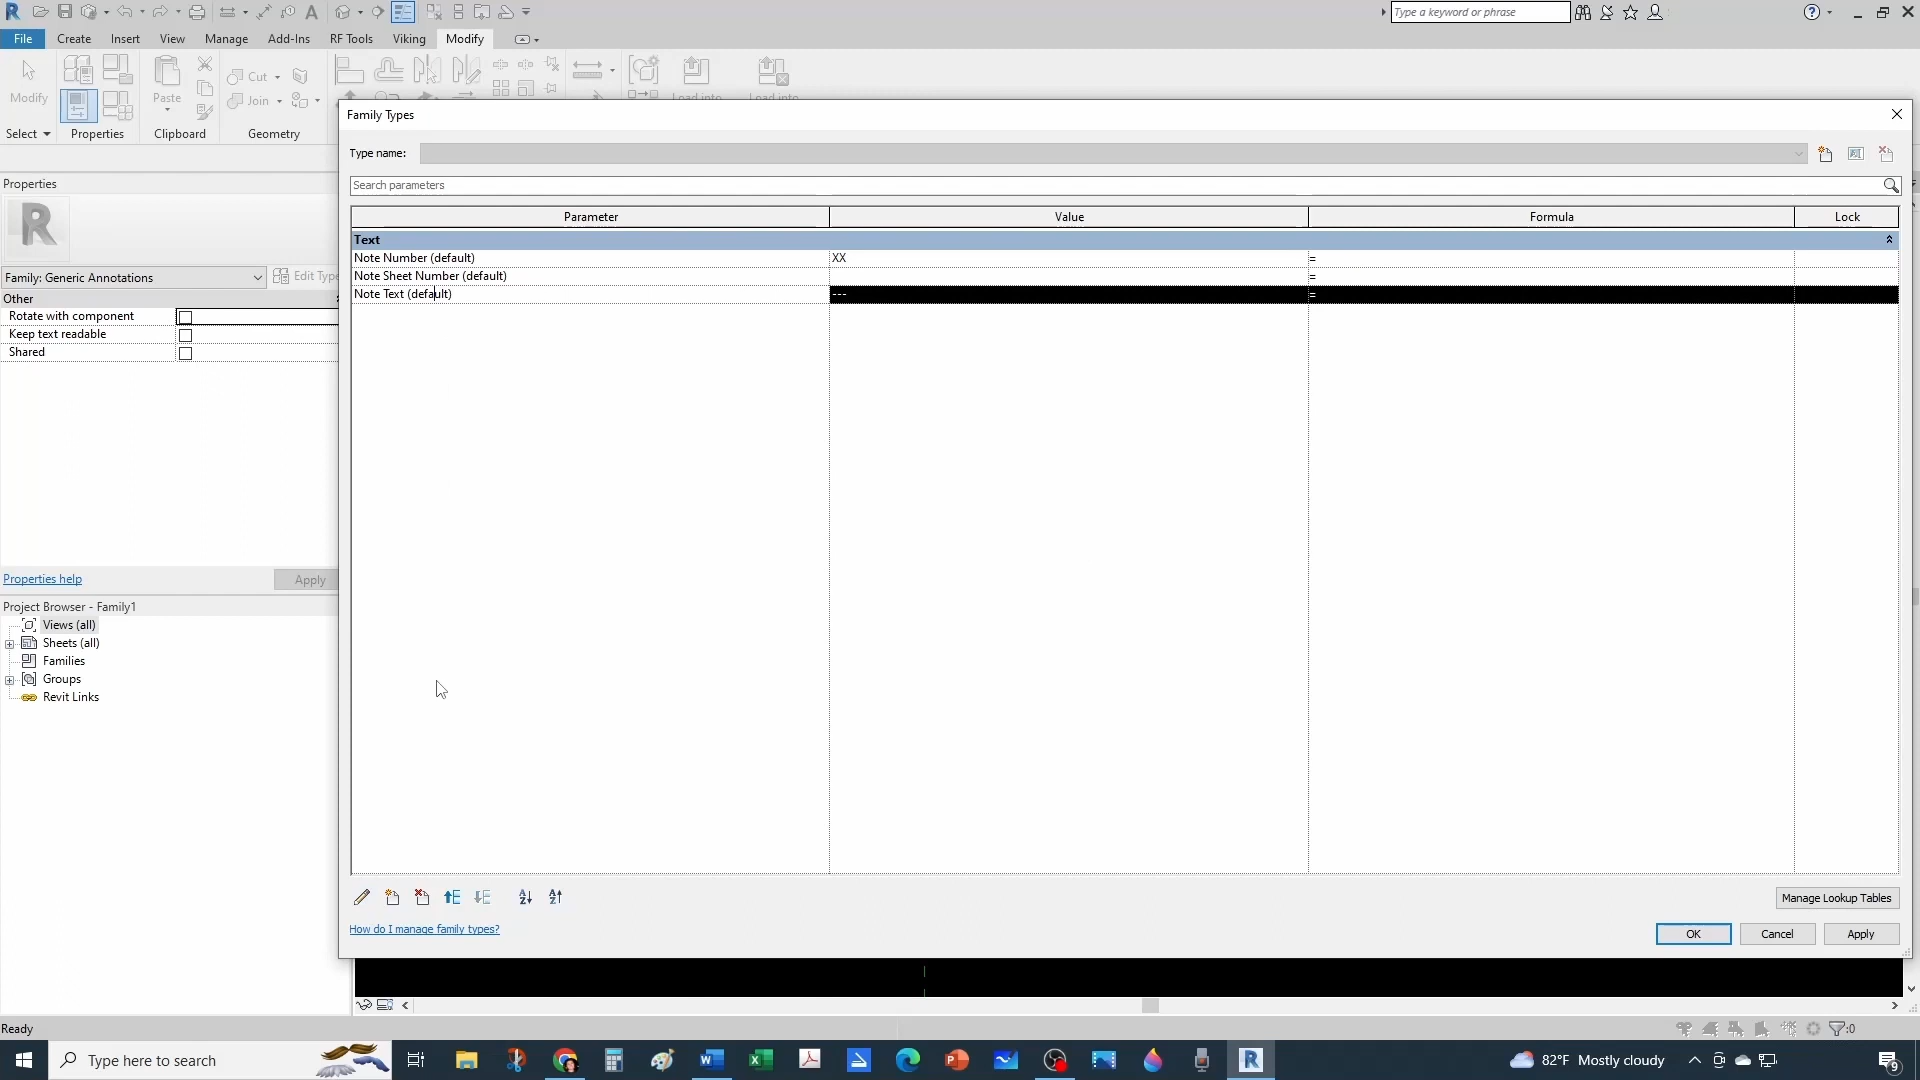 Type a keyword or phrase
File Create Insert View Manage Add-Ins RF Tools Viking Modify
Modify Paste Cut Join
Select Properties Clipboard Geometry
Family Types
Type name:
Search parameters
Parameter Value Formula Lock
Text
Note Number (default) XX =
Note Sheet Number (default) =
Note Text (default) --- =
Properties
R
Family: Generic Annotations Edit Type
Other
Rotate with component
Keep text readable
Shared
Properties help Apply
Project Browser - Family1
Views (all)
Sheets (all)
Families
Groups
Revit Links
Manage Lookup Tables
How do I manage family types?
OK Cancel Apply
Ready
:0
Type here to search
82°F Mostly cloudy
9